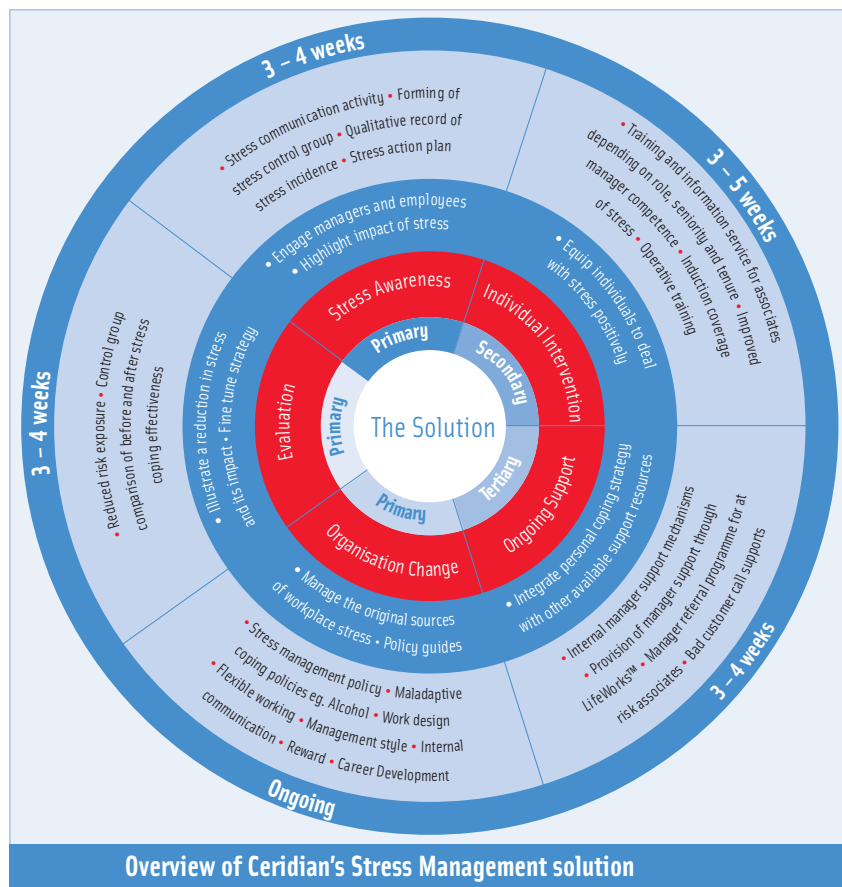 3 – 4 weeks
• Stress communication activity • Forming of
stress control group • Qualitative record of
stress incidence • Stress action plan
• Engage managers and employees
• Highlight impact of stress
Stress Awareness
Primary
3 – 5 weeks
• Training and information service for associates
depending on role, seniority and tenure • Improved
manager competence • Induction coverage
of stress • Operative training
• Equip individuals to deal
with stress positively
Individual Intervention
Secondary
3 – 4 weeks
• Internal manager support mechanisms
• Provision of manager support through
LifeWorks™ • Manager referral programme for at
risk associates • Bad customer call supports
• Integrate personal coping strategy
with other available support resources
Ongoing Support
Tertiary
Ongoing
• Stress management policy • Maladaptive
coping policies eg. Alcohol • Work design
• Flexible working • Management style • Internal
communication • Reward • Career Development
• Manage the original sources
of workplace stress • Policy guides
Organisation Change
Primary
3 – 4 weeks
• Reduced risk exposure • Control group
comparison of before and after stress
coping effectiveness
• Illustrate a reduction in stress
and its impact • Fine tune strategy
Evaluation
Primary
The Solution
Overview of Ceridian's Stress Management solution